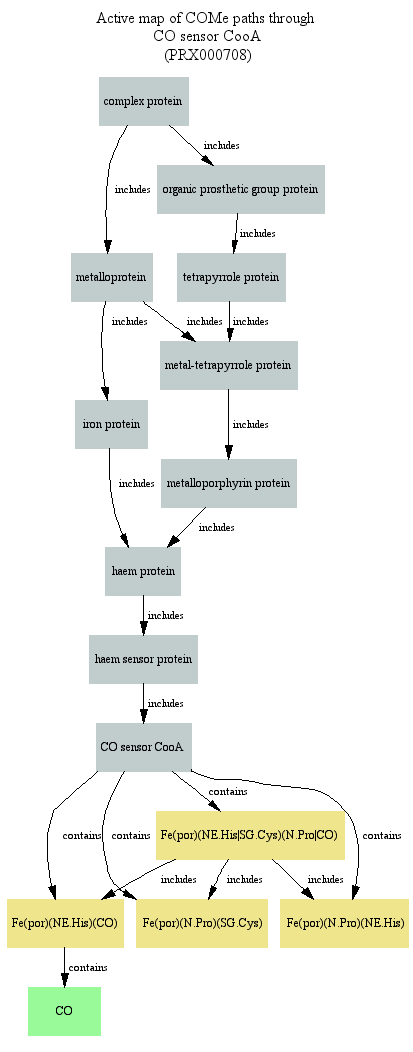 Active map of COMe paths through
CO sensor CooA
(PRX000708)
complex protein
includes
includes
organic prosthetic group protein
includes
metalloprotein
tetrapyrrole protein
includes
includes
includes
metal-tetrapyrrole protein
iron protein
includes
metalloporphyrin protein
includes
includes
haem protein
includes
haem sensor protein
includes
CO sensor CooA
contains
Fe(por)(NE.His|SG.Cys)(N.Pro|CO)
contains
contains
contains
includes
includes
includes
Fe(por)(NE.His)(CO)
Fe(por)(N.Pro)(SG.Cys)
Fe(por)(N.Pro)(NE.His)
contains
CO